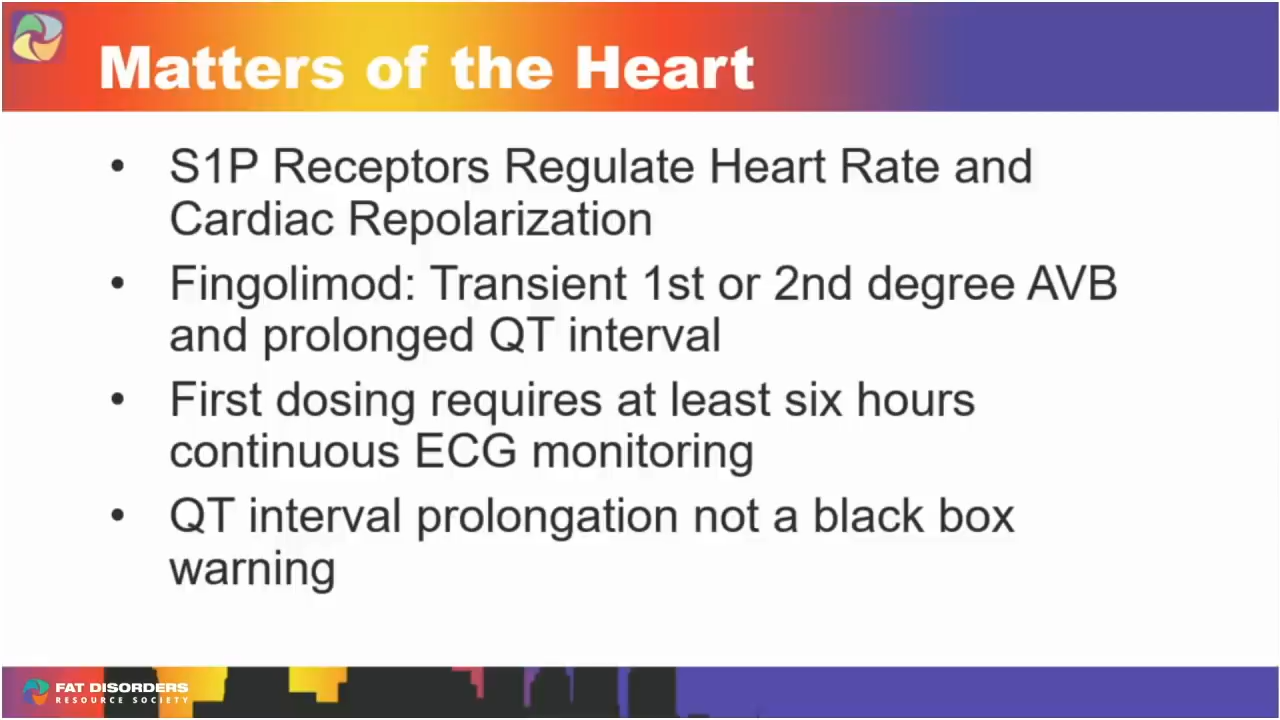 Matters of the Heart
• S1P Receptors Regulate Heart Rate and
Cardiac Repolarization
• Fingolimod: Transient 1st or 2nd degree AVB
and prolonged QT interval
• First dosing requires at least six hours
continuous ECG monitoring
• QT interval prolongation not a black box
warning
FAT DISORDERS
RESOURCE SOCIETY